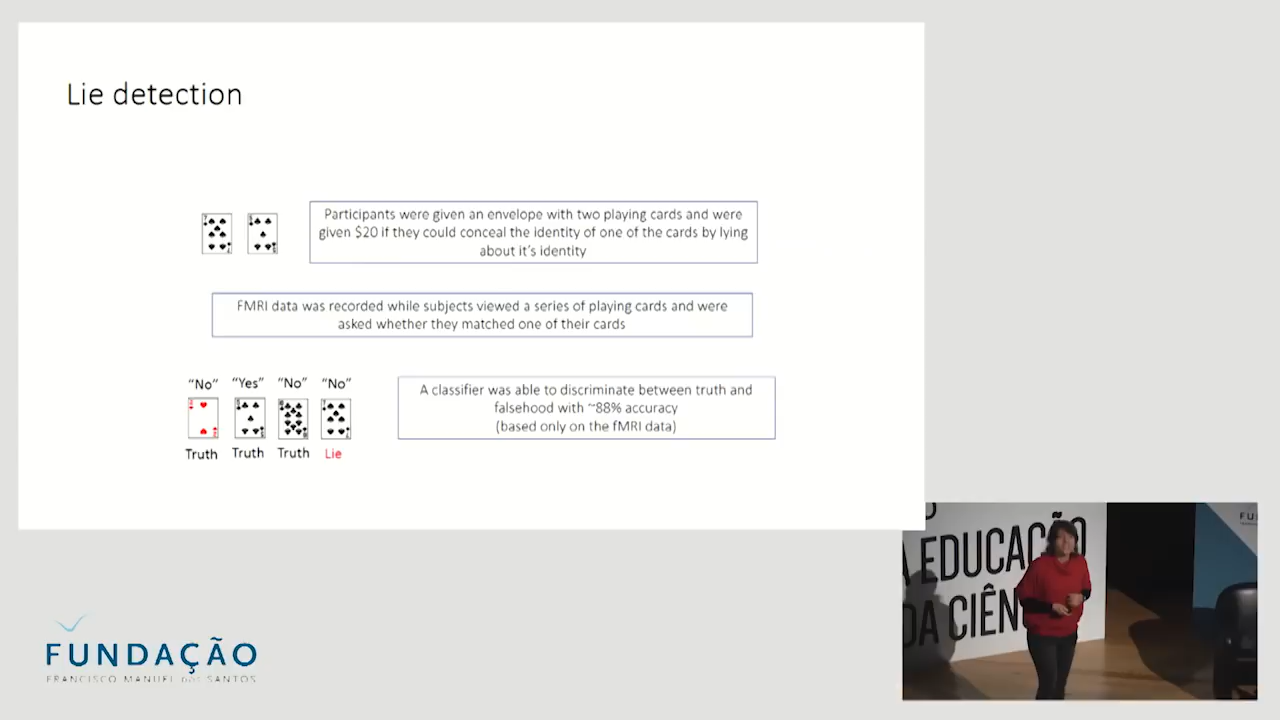 Lie detection
Participants were given an envelope with two playing cards and were
given $20 if they could conceal the identity of one of the cards by lying
about it's identity
FMRI data was recorded while subjects viewed a series of playing cards and were
asked whether they matched one of their cards
"No" "Yes" "No" "No"
A classifier was able to discriminate between truth and
falsehood with ~88% accuracy
(based only on the fMRI data)
Truth Truth Truth Lie
A EDUCAÇÃO
DA CIÊN
FUNDAÇÃO
FRANCISCO MANUEL DOS SANTOS